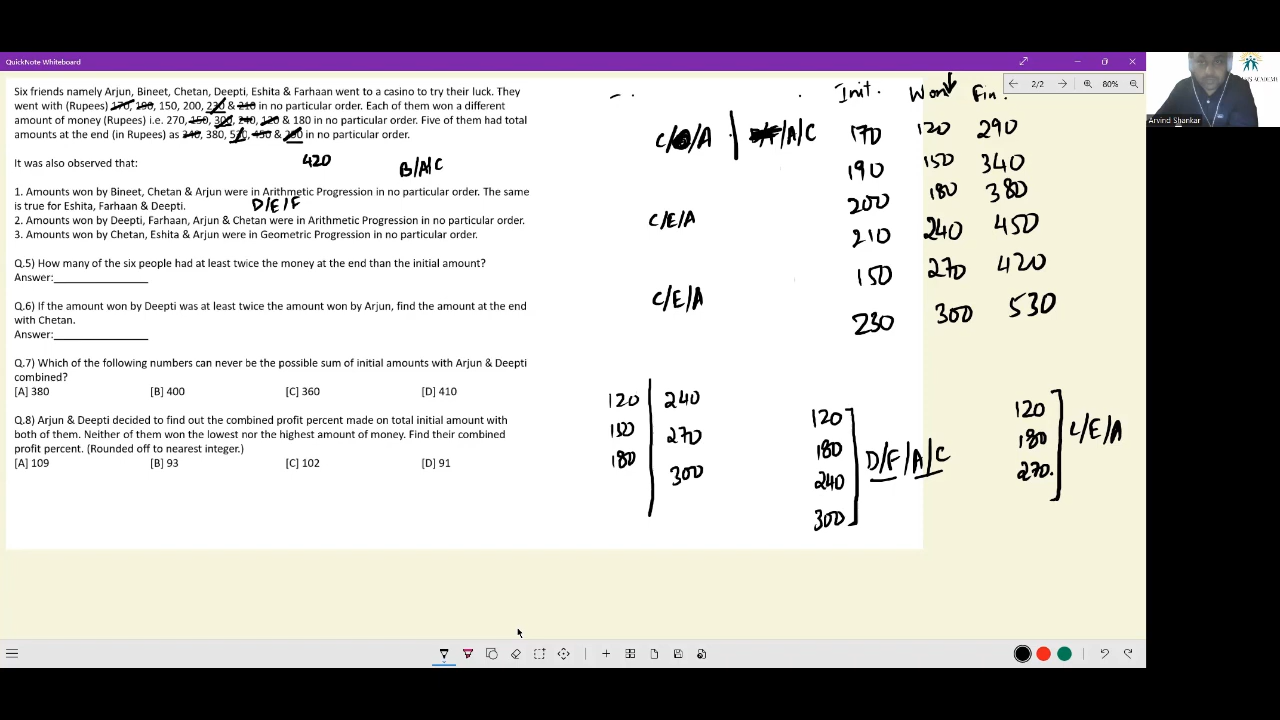 QuickNote Whiteboard
2/2
80%
Arvind Shankar
Six friends namely Arjun, Bineet, Chetan, Deepti, Eshita & Farhaan went to a casino to try their luck. They
went with (Rupees) 170, 190, 150, 200, 230 & 210 in no particular order. Each of them won a different
amount of money (Rupees) i.e. 270, 150, 300, 240, 120 & 180 in no particular order. Five of them had total
amounts at the end (in Rupees) as 340, 380, 530, 450 & 290 in no particular order.
420
B/A/C
It was also observed that:
1. Amounts won by Bineet, Chetan & Arjun were in Arithmetic Progression in no particular order. The same
is true for Eshita, Farhaan & Deepti.
D/E/F
2. Amounts won by Deepti, Farhaan, Arjun & Chetan were in Arithmetic Progression in no particular order.
3. Amounts won by Chetan, Eshita & Arjun were in Geometric Progression in no particular order.
Q.5) How many of the six people had at least twice the money at the end than the initial amount?
Answer:________________
Q.6) If the amount won by Deepti was at least twice the amount won by Arjun, find the amount at the end
with Chetan.
Answer:________________
Q.7) Which of the following numbers can never be the possible sum of initial amounts with Arjun & Deepti
combined?
[A] 380 [B] 400 [C] 360 [D] 410
Q.8) Arjun & Deepti decided to find out the combined profit percent made on total initial amount with
both of them. Neither of them won the lowest nor the highest amount of money. Find their combined
profit percent. (Rounded off to nearest integer.)
[A] 109 [B] 93 [C] 102 [D] 91
Init. Won Fin.
/A/C 170 120 290
190 150 340
C/E/A 200 180 380
210 240 450
C/E/A 150 270 420
230 300 530
120 240
150 270
180 300
120
180
240
300
D/F/A/C
120
180
270
C/E/A